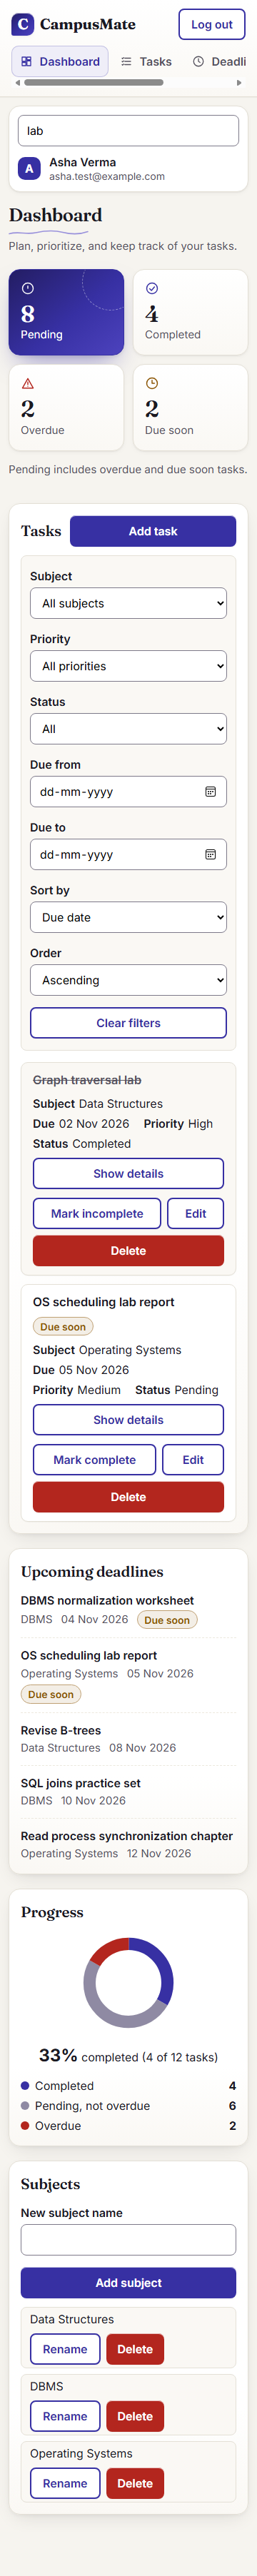 C CampusMate
Log out
Dashboard Tasks Deadli
lab
A Asha Verma
asha.test@example.com
Dashboard
Plan, prioritize, and keep track of your tasks.
8
Pending
4
Completed
2
Overdue
2
Due soon
Pending includes overdue and due soon tasks.
Tasks
Add task
Subject
All subjects
Priority
All priorities
Status
All
Due from
dd-mm-yyyy
Due to
dd-mm-yyyy
Sort by
Due date
Order
Ascending
Clear filters
Graph traversal lab
Subject Data Structures
Due 02 Nov 2026 Priority High
Status Completed
Show details
Mark incomplete Edit
Delete
OS scheduling lab report
Due soon
Subject Operating Systems
Due 05 Nov 2026
Priority Medium Status Pending
Show details
Mark complete Edit
Delete
Upcoming deadlines
DBMS normalization worksheet
DBMS 04 Nov 2026 Due soon
OS scheduling lab report
Operating Systems 05 Nov 2026
Due soon
Revise B-trees
Data Structures 08 Nov 2026
SQL joins practice set
DBMS 10 Nov 2026
Read process synchronization chapter
Operating Systems 12 Nov 2026
Progress
33% completed (4 of 12 tasks)
Completed 4
Pending, not overdue 6
Overdue 2
Subjects
New subject name
Add subject
Data Structures
Rename Delete
DBMS
Rename Delete
Operating Systems
Rename Delete